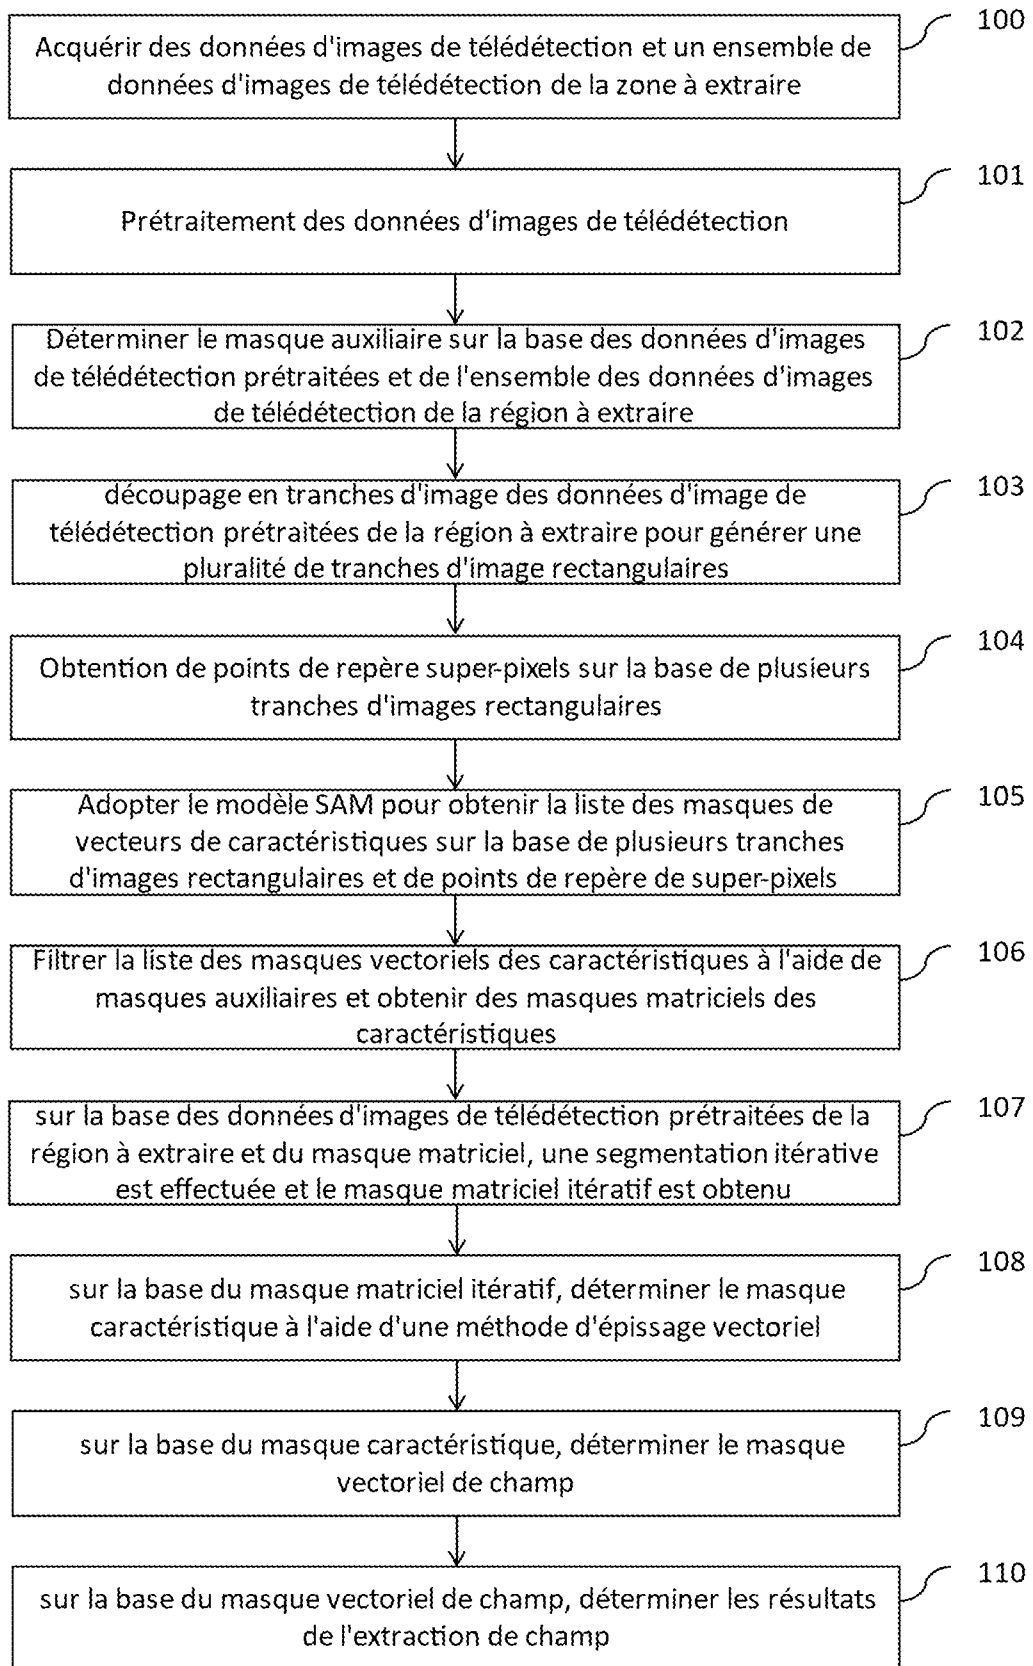 100
Acquérir des données d'images de télédétection et un ensemble de
données d'images de télédétection de la zone à extraire
101
Prétraitement des données d'images de télédétection
102
Déterminer le masque auxiliaire sur la base des données d'images
de télédétection prétraitées et de l'ensemble des données d'images
de télédétection de la région à extraire
103
découpage en tranches d'image des données d'image de
télédétection prétraitées de la région à extraire pour générer une
pluralité de tranches d'image rectangulaires
104
Obtention de points de repère super-pixels sur la base de plusieurs
tranches d'images rectangulaires
105
Adopter le modèle SAM pour obtenir la liste des masques de
vecteurs de caractéristiques sur la base de plusieurs tranches
d'images rectangulaires et de points de repère de super-pixels
106
Filtrer la liste des masques vectoriels des caractéristiques à l'aide de
masques auxiliaires et obtenir des masques matriciels des
caractéristiques
107
sur la base des données d'images de télédétection prétraitées de la
région à extraire et du masque matriciel, une segmentation itérative
est effectuée et le masque matriciel itératif est obtenu
108
sur la base du masque matriciel itératif, déterminer le masque
caractéristique à l'aide d'une méthode d'épissage vectoriel
109
sur la base du masque caractéristique, déterminer le masque
vectoriel de champ
110
sur la base du masque vectoriel de champ, déterminer les résultats
de l'extraction de champ